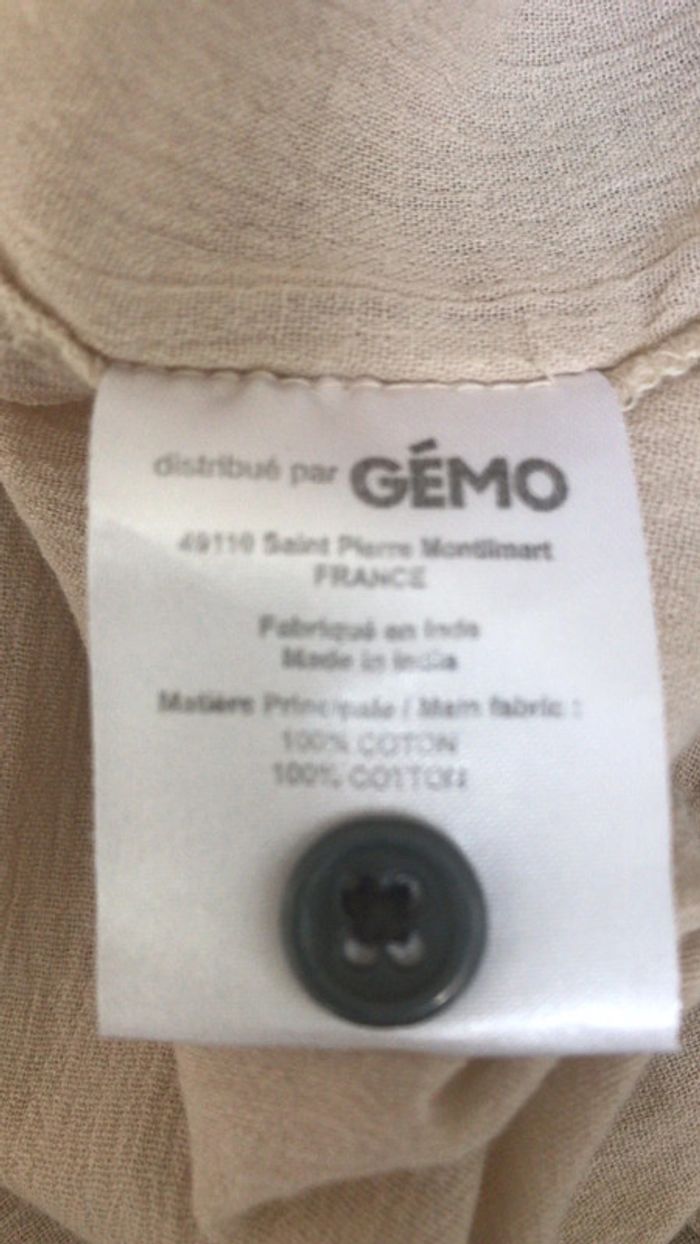 distribué par GÉMO
49110 Saint Pierre Montlimart
FRANCE
Fabriqué en Inde
Made in India
Matière Principale / Main fabric :
100% COTON
100% COTTON